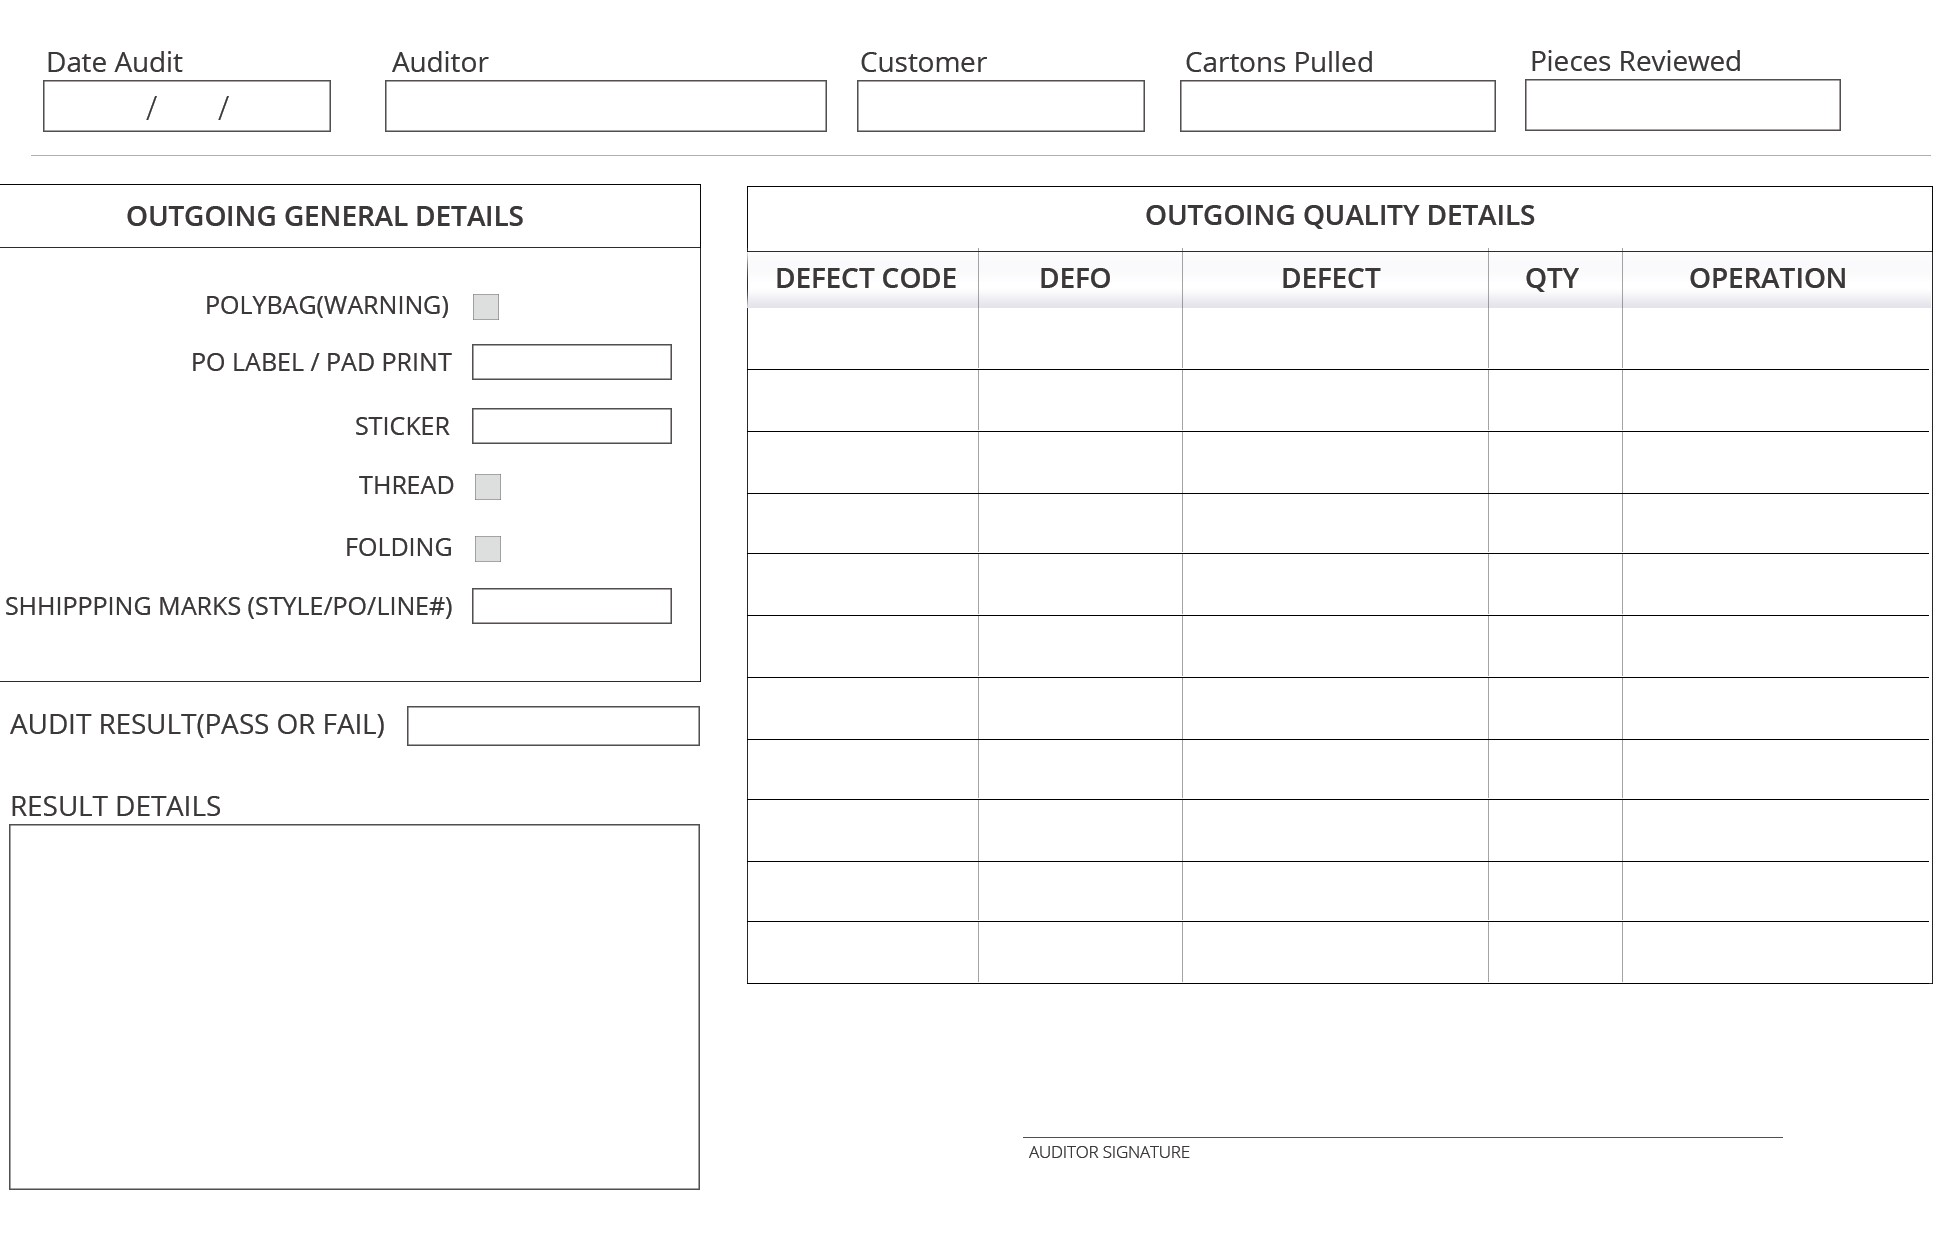 Date Audit
/ /
Auditor
Customer
Cartons Pulled
Pieces Reviewed
OUTGOING GENERAL DETAILS
POLYBAG(WARNING)
PO LABEL / PAD PRINT
STICKER
THREAD
FOLDING
SHHIPPPING MARKS (STYLE/PO/LINE#)
AUDIT RESULT(PASS OR FAIL)
RESULT DETAILS
OUTGOING QUALITY DETAILS
DEFECT CODE DEFO DEFECT QTY OPERATION
AUDITOR SIGNATURE